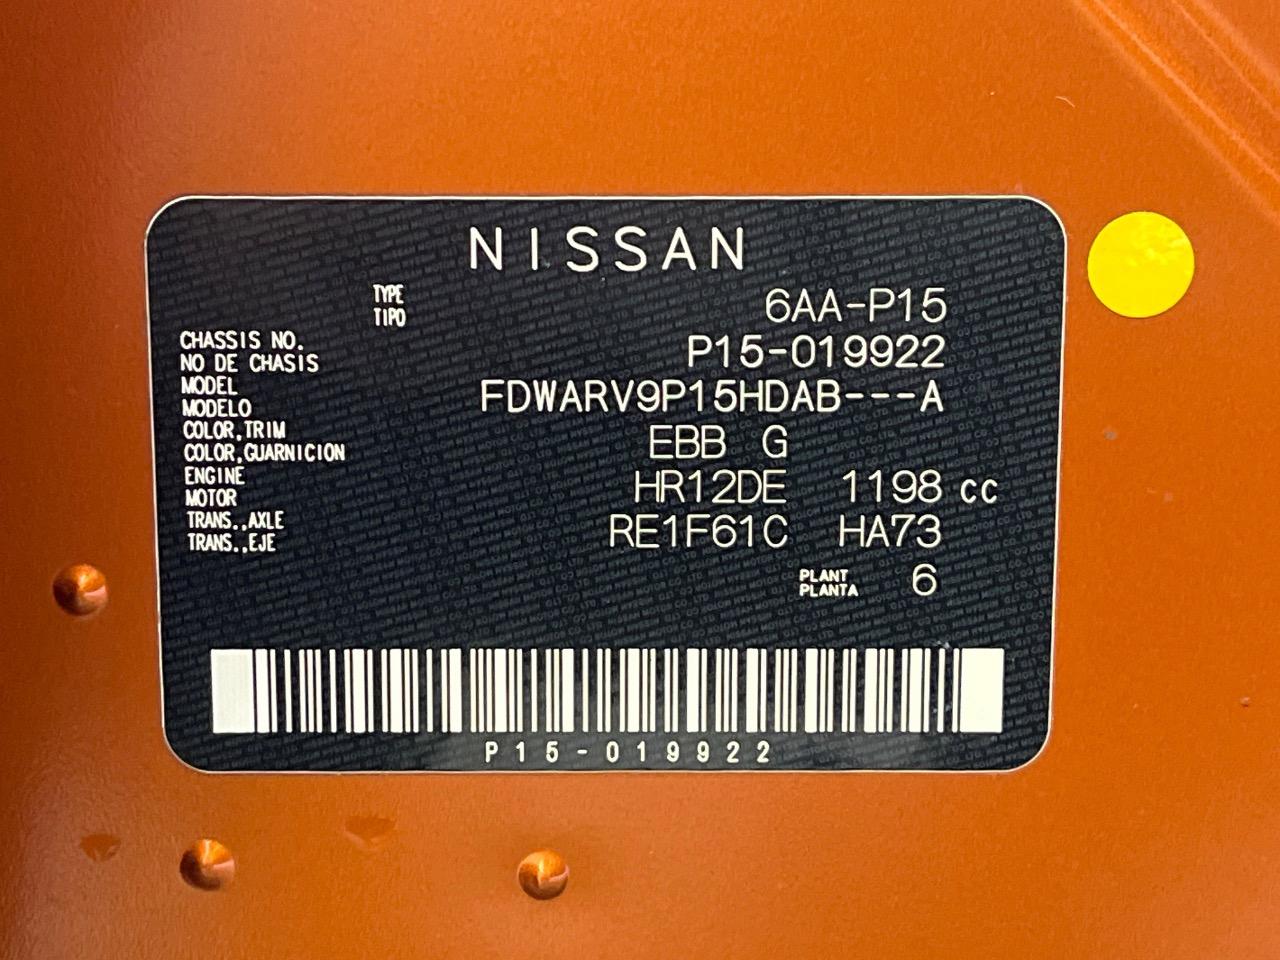 NISSAN
TYPE
TIPO 6AA-P15
CHASSIS NO.
NO DE CHASIS P15-019922
MODEL
MODELO FDWARV9P15HDAB---A
COLOR,TRIM
COLOR,GUARNICION EBB G
ENGINE
MOTOR HR12DE 1198 cc
TRANS.,AXLE
TRANS.,EJE RE1F61C HA73
PLANT
PLANTA 6
P15-019922